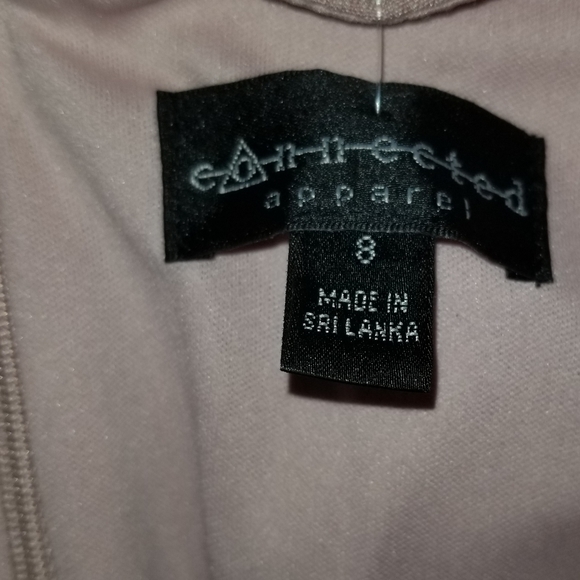 connected
apparel
8
MADE IN
SRI LANKA